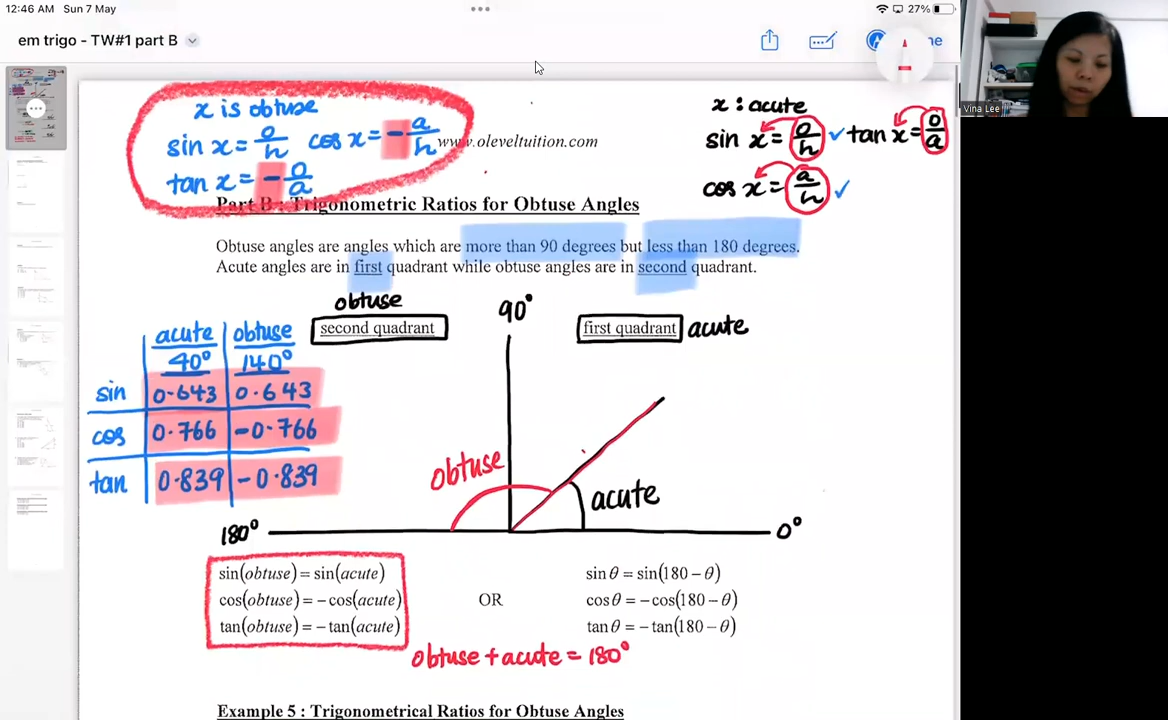 12:46 AM Sun 7 May
27%
em trigo - TW#1 part B
Vina Lee
x is obtuse
sin x = o/h cos x = - a/h
tan x = - o/a
www.oleveltuition.com
x : acute
sin x = o/h ✓ tan x = o/a
cos x = a/h ✓
Part B : Trigonometric Ratios for Obtuse Angles
Obtuse angles are angles which are more than 90 degrees but less than 180 degrees.
Acute angles are in first quadrant while obtuse angles are in second quadrant.
obtuse
second quadrant
90°
first quadrant acute
acute obtuse
40° 140°
sin 0.643 0.643
cos 0.766 -0.766
tan 0.839 -0.839
obtuse
acute
180°
0°
sin(obtuse) = sin(acute)
cos(obtuse) = -cos(acute)
tan(obtuse) = -tan(acute)
OR
sin θ = sin(180 - θ)
cos θ = -cos(180 - θ)
tan θ = -tan(180 - θ)
obtuse + acute = 180°
Example 5 : Trigonometrical Ratios for Obtuse Angles